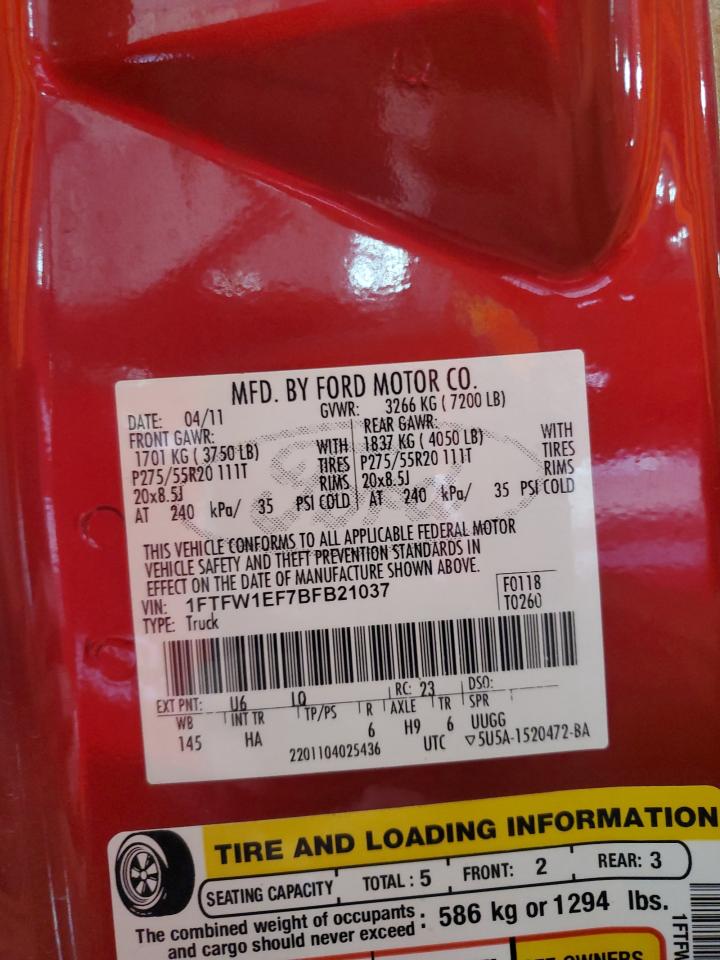 MFD. BY FORD MOTOR CO.
DATE: 04/11 GVWR: 3266 KG ( 7200 LB)
FRONT GAWR: REAR GAWR:
1701 KG ( 3750 LB) WITH 1837 KG ( 4050 LB) WITH
P275/55R20 111T TIRES P275/55R20 111T TIRES
20x8.5J RIMS 20x8.5J RIMS
AT 240 kPa/ 35 PSI COLD AT 240 kPa/ 35 PSI COLD
Ford
THIS VEHICLE CONFORMS TO ALL APPLICABLE FEDERAL MOTOR
VEHICLE SAFETY AND THEFT PREVENTION STANDARDS IN
EFFECT ON THE DATE OF MANUFACTURE SHOWN ABOVE.
VIN: 1FTFW1EF7BFB21037 F0118
TYPE: Truck T0260
EXT PNT: U6 LQ RC: 23 DSO:
WB INT TR TP/PS R AXLE TR SPR
145 HA 6 H9 6 UUGG
2201104025436 UTC ▽5U5A-1520472-BA
TIRE AND LOADING INFORMATION
SEATING CAPACITY TOTAL : 5 FRONT: 2 REAR: 3
The combined weight of occupants : 586 kg or 1294 lbs.
and cargo should never exceed
1FTFW
OWNERS